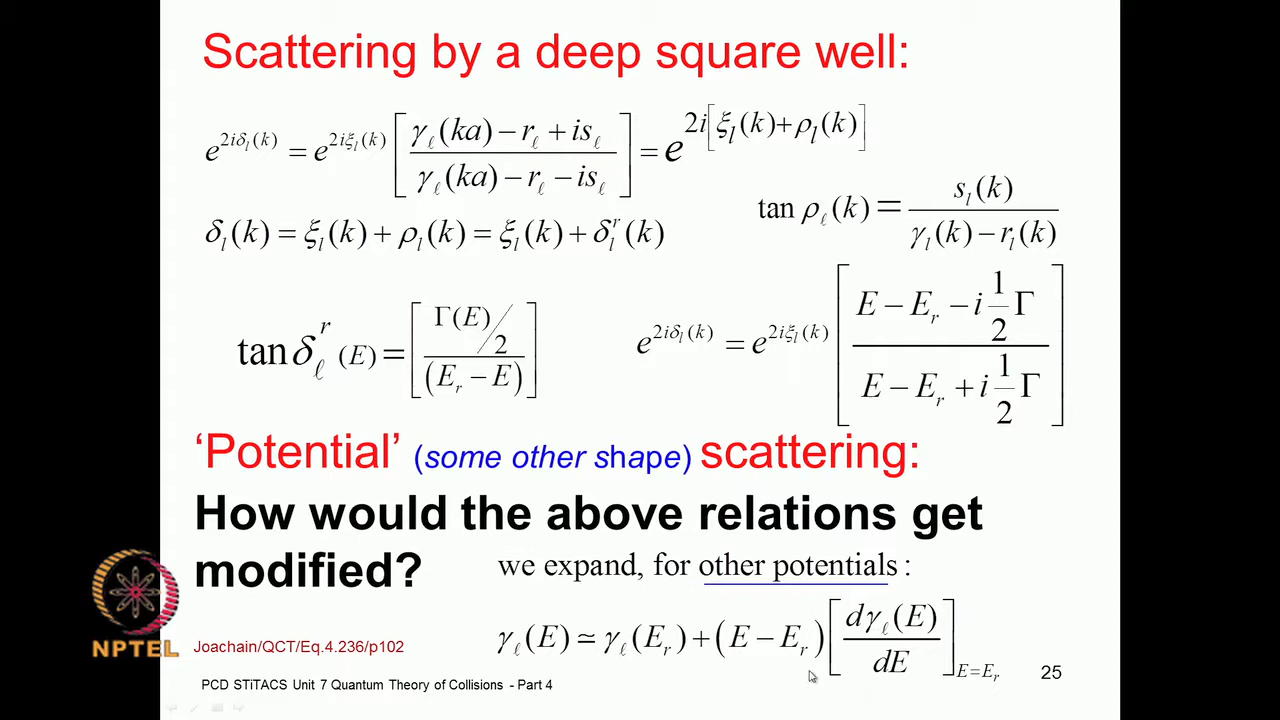 Scattering by a deep square well:
e^{2iδ_l(k)} = e^{2iξ_l(k)} [ (γ_ℓ(ka) − r_ℓ + is_ℓ) / (γ_ℓ(ka) − r_ℓ − is_ℓ) ] = e^{2i[ξ_l(k)+ρ_l(k)]}
tan ρ_ℓ(k) = s_l(k) / (γ_l(k) − r_l(k))
δ_l(k) = ξ_l(k) + ρ_l(k) = ξ_l(k) + δ_l^r(k)
tan δ_ℓ^r (E) = [ (Γ(E)/2) / (E_r − E) ]
e^{2iδ_l(k)} = e^{2iξ_l(k)} [ (E − E_r − i 1/2 Γ) / (E − E_r + i 1/2 Γ) ]
‘Potential’ (some other shape) scattering:
How would the above relations get
modified?
we expand, for other potentials :
γ_ℓ(E) ≃ γ_ℓ(E_r) + (E − E_r) [ dγ_ℓ(E) / dE ]_{E=E_r}
NPTEL
Joachain/QCT/Eq.4.236/p102
PCD STiTACS Unit 7 Quantum Theory of Collisions - Part 4
25